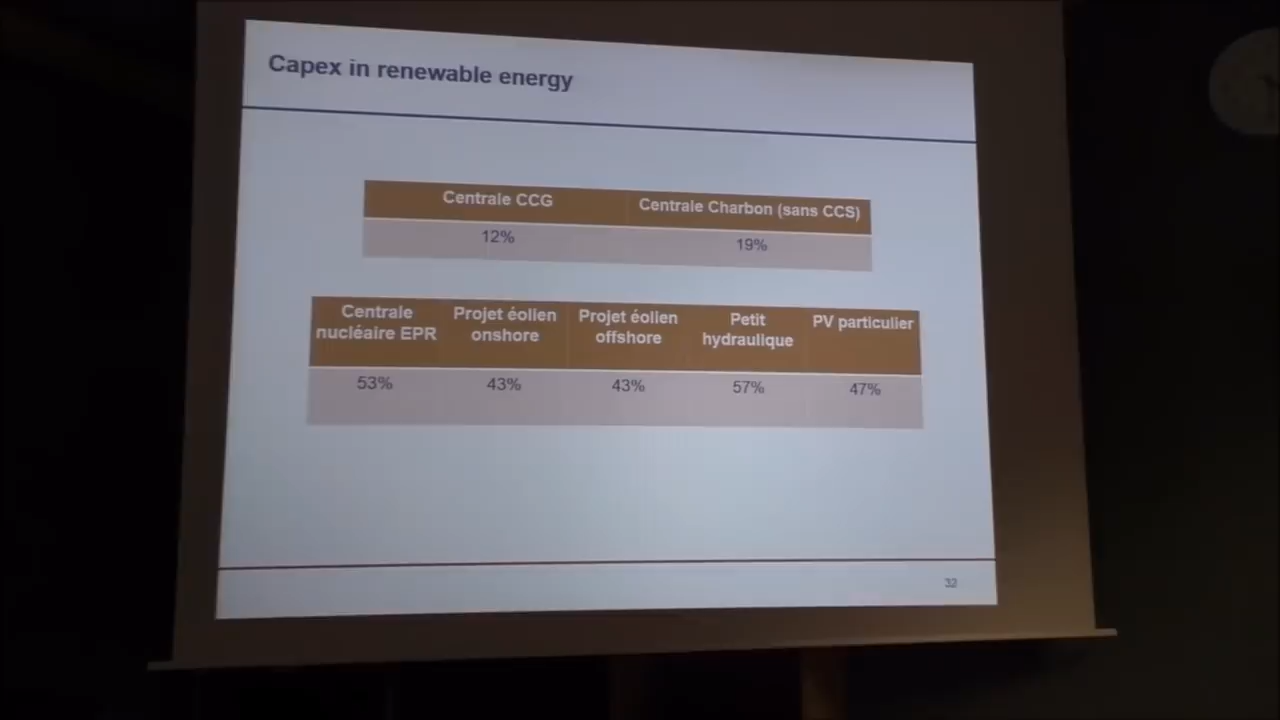 Capex in renewable energy
Centrale CCG
Centrale Charbon (sans CCS)
12%
19%
Centrale
nucléaire EPR
Projet éolien
onshore
Projet éolien
offshore
Petit
hydraulique
PV particulier
53%
43%
43%
57%
47%
32